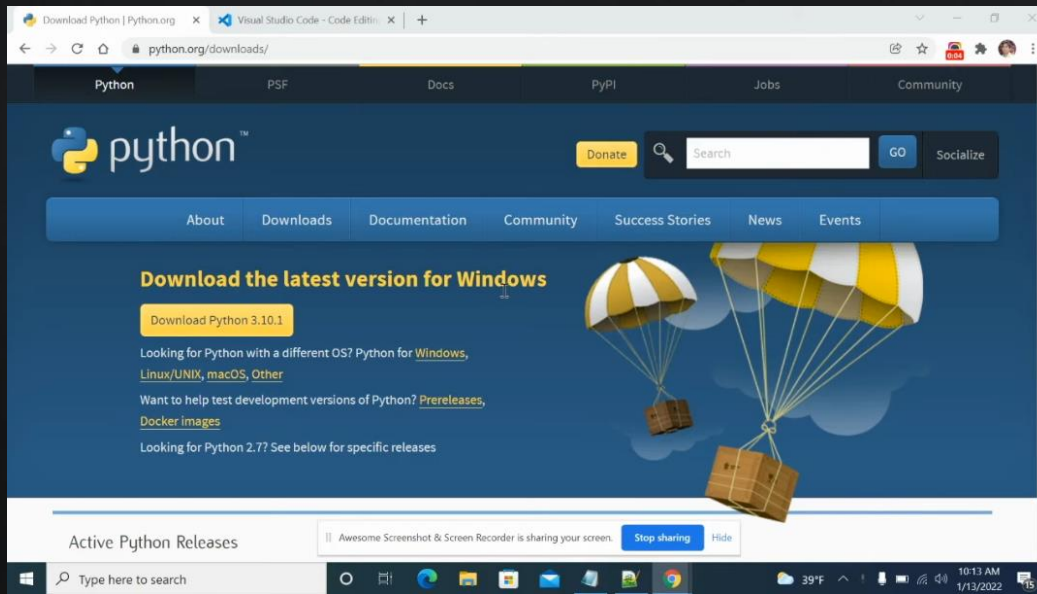 Download Python | Python.org
Visual Studio Code - Code Editin
python.org/downloads/
0:04
Python PSF Docs PyPI Jobs Community
python™
Donate Search GO Socialize
About Downloads Documentation Community Success Stories News Events
Download the latest version for Windows
Download Python 3.10.1
Looking for Python with a different OS? Python for Windows,
Linux/UNIX, macOS, Other
Want to help test development versions of Python? Prereleases,
Docker images
Looking for Python 2.7? See below for specific releases
Active Python Releases
Awesome Screenshot & Screen Recorder is sharing your screen. Stop sharing Hide
Type here to search
39°F
10:13 AM
1/13/2022
15